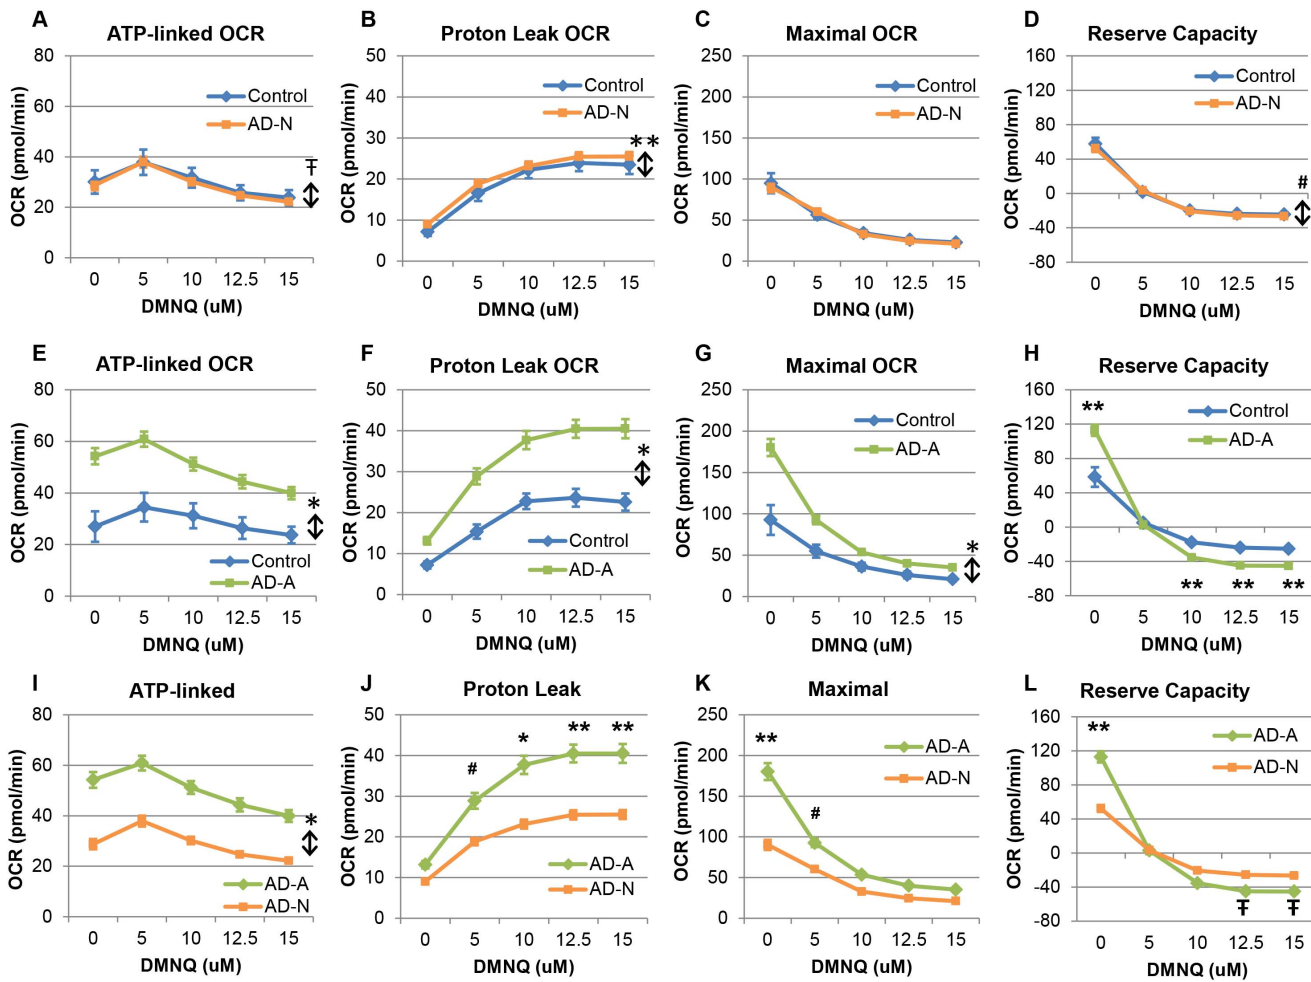 A
ATP-linked OCR
OCR (pmol/min)
80
60
40
20
0
Control
AD-N
Ŧ
0 5 10 12.5 15
DMNQ (uM)
B
Proton Leak OCR
OCR (pmol/min)
50
40
30
20
10
0
Control
AD-N
**
0 5 10 12.5 15
DMNQ (uM)
C
Maximal OCR
OCR (pmol/min)
250
200
150
100
50
0
Control
AD-N
0 5 10 12.5 15
DMNQ (uM)
D
Reserve Capacity
OCR (pmol/min)
160
120
80
40
0
-40
-80
Control
AD-N
#
0 5 10 12.5 15
DMNQ (uM)
E
ATP-linked OCR
OCR (pmol/min)
80
60
40
20
0
*
Control
AD-A
0 5 10 12.5 15
DMNQ (uM)
F
Proton Leak OCR
OCR (pmol/min)
50
40
30
20
10
0
*
Control
AD-A
0 5 10 12.5 15
DMNQ (uM)
G
Maximal OCR
OCR (pmol/min)
250
200
150
100
50
0
Control
AD-A
*
0 5 10 12.5 15
DMNQ (uM)
H
Reserve Capacity
OCR (pmol/min)
160
120
80
40
0
-40
-80
**
Control
AD-A
** ** **
0 5 10 12.5 15
DMNQ (uM)
I
ATP-linked
OCR (pmol/min)
80
60
40
20
0
*
AD-A
AD-N
0 5 10 12.5 15
DMNQ (uM)
J
Proton Leak
OCR (pmol/min)
50
40
30
20
10
0
# * ** **
AD-A
AD-N
0 5 10 12.5 15
DMNQ (uM)
K
Maximal
OCR (pmol/min)
250
200
150
100
50
0
**
#
AD-A
AD-N
0 5 10 12.5 15
DMNQ (uM)
L
Reserve Capacity
OCR (pmol/min)
160
120
80
40
0
-40
-80
**
AD-A
AD-N
Ŧ Ŧ
0 5 10 12.5 15
DMNQ (uM)